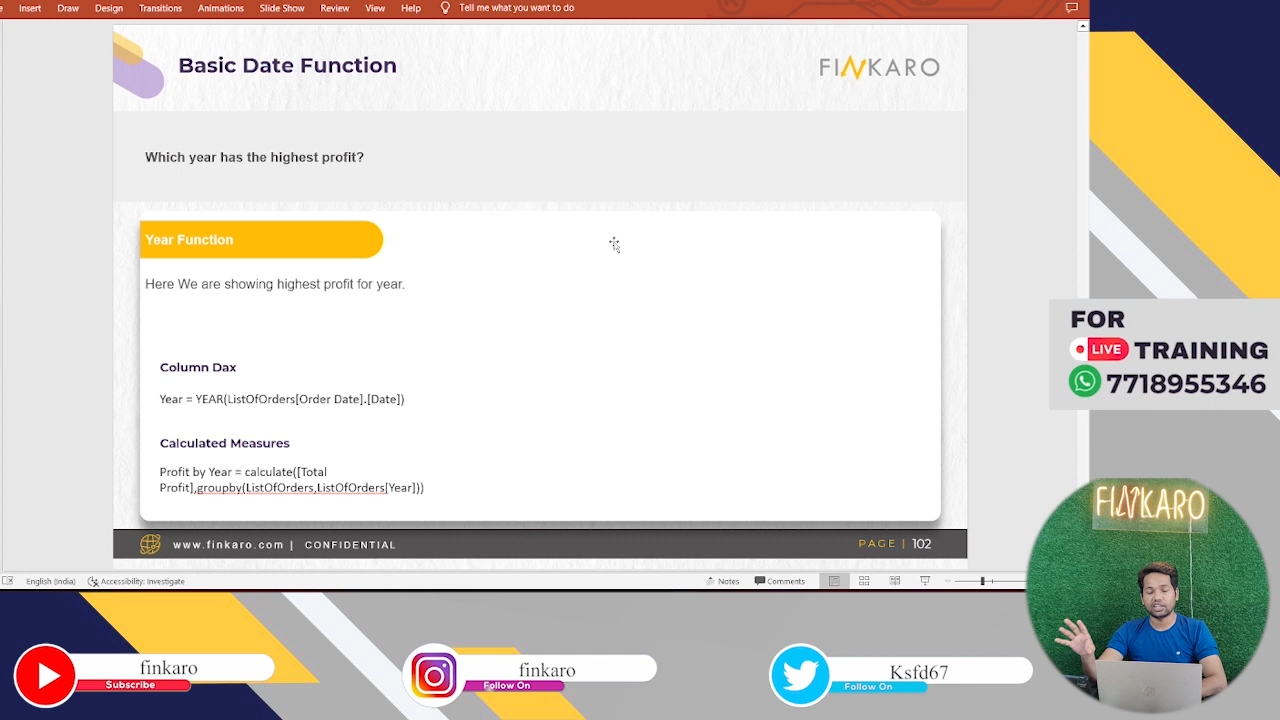 Insert Draw Design Transitions Animations Slide Show Review View Help Tell me what you want to do
Basic Date Function
FINKARO
Which year has the highest profit?
Year Function
Here We are showing highest profit for year.
Column Dax
Year = YEAR(ListOfOrders[Order Date].[Date])
Calculated Measures
Profit by Year = calculate([Total
Profit],groupby(ListOfOrders,ListOfOrders[Year]))
www.finkaro.com | CONFIDENTIAL
PAGE | 102
English (India) Accessibility: Investigate Notes Comments
FOR
LIVE TRAINING
7718955346
FINKARO
finkaro
Subscribe
finkaro
Follow On
Ksfd67
Follow On